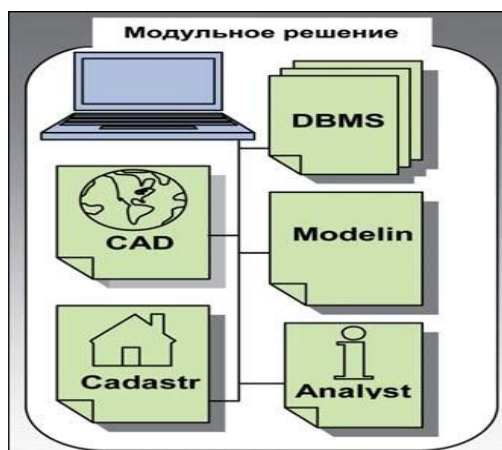 Модульное решение
DBMS
CAD
Modelin
Cadastr
Analyst